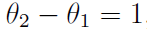 θ₂ − θ₁ = 1.